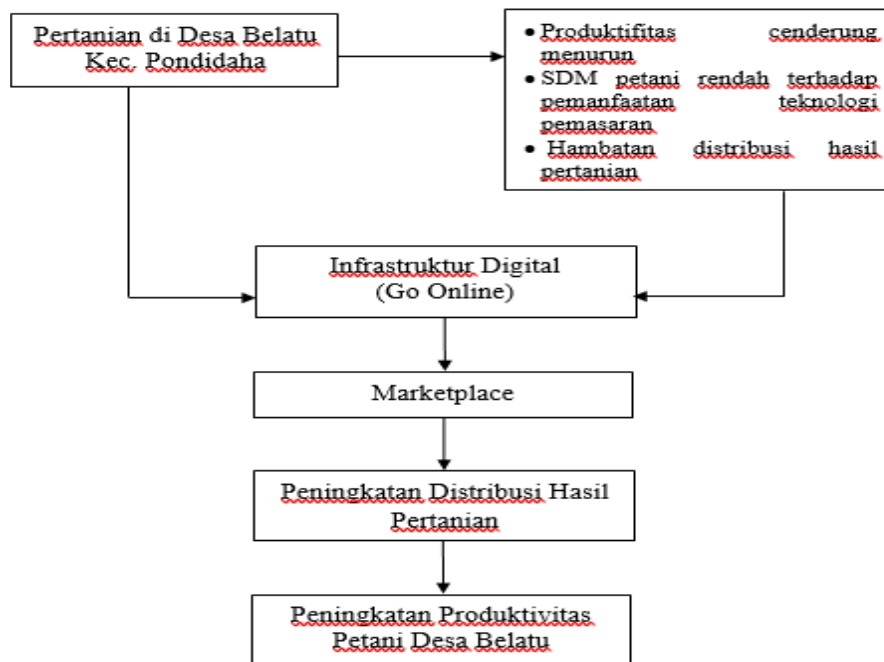 Pertanian di Desa Belatu
Kec. Pondidaha
• Produktifitas cenderung
menurun
• SDM petani rendah terhadap
pemanfaatan teknologi
pemasaran
• Hambatan distribusi hasil
pertanian
Infrastruktur Digital
(Go Online)
Marketplace
Peningkatan Distribusi Hasil
Pertanian
Peningkatan Produktivitas
Petani Desa Belatu